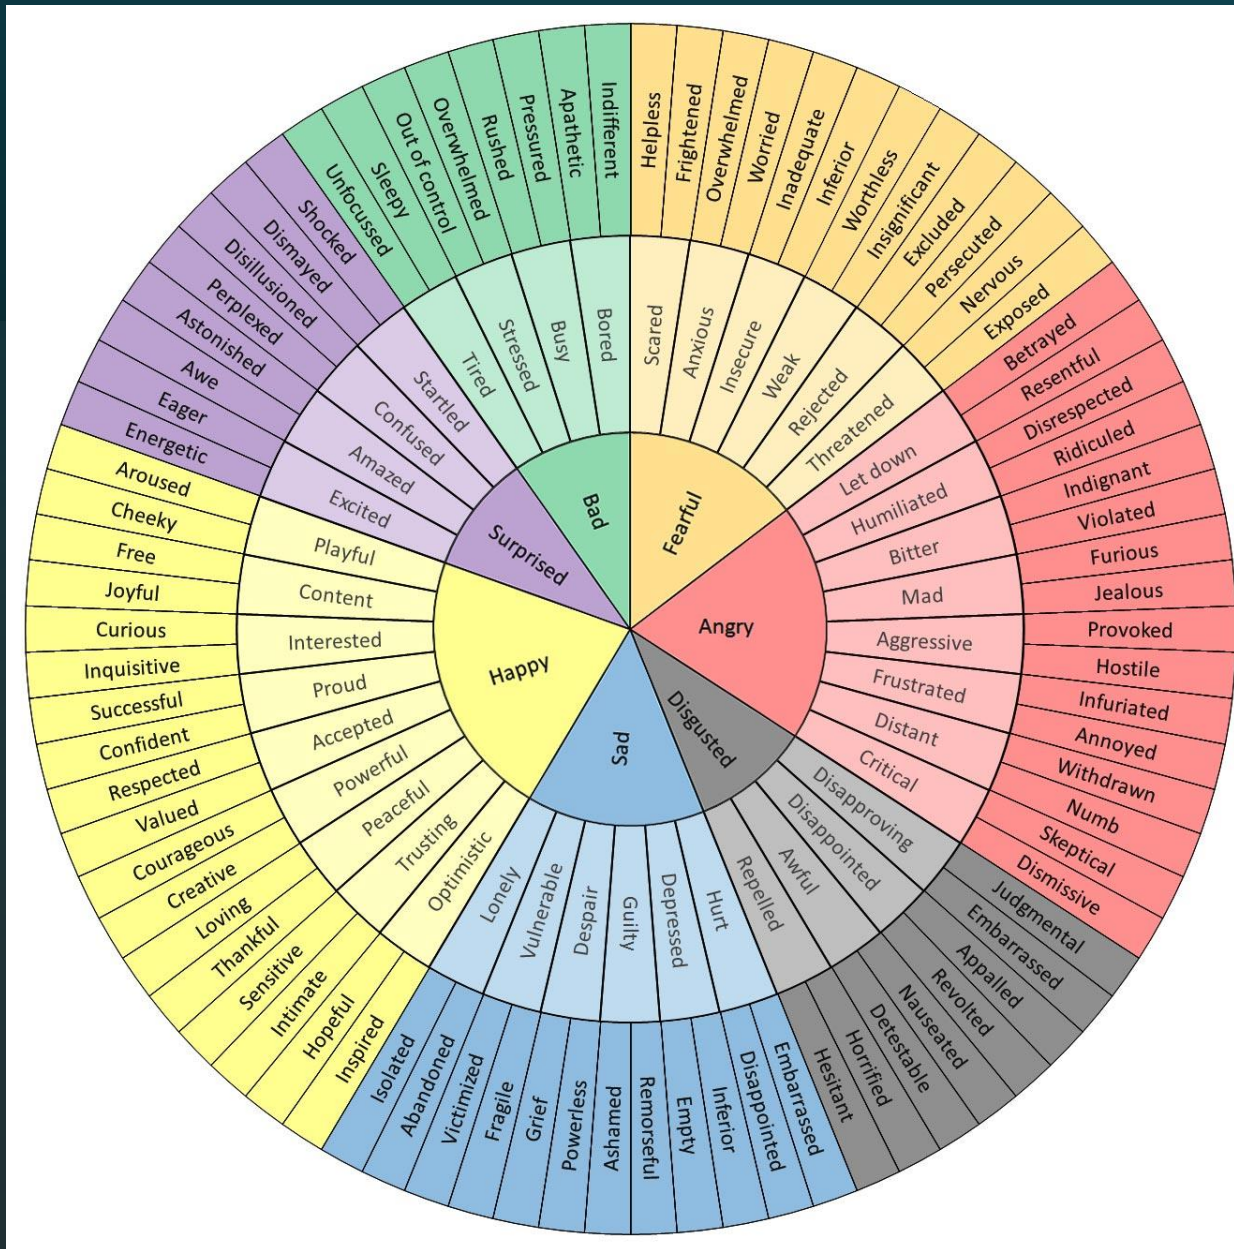 Fearful
Angry
Disgusted
Sad
Happy
Surprised
Bad
Scared
Anxious
Insecure
Weak
Rejected
Threatened
Let down
Humiliated
Bitter
Mad
Aggressive
Frustrated
Distant
Critical
Disapproving
Disappointed
Awful
Repelled
Hurt
Depressed
Guilty
Despair
Vulnerable
Lonely
Optimistic
Trusting
Peaceful
Powerful
Accepted
Proud
Interested
Content
Playful
Excited
Amazed
Confused
Startled
Tired
Stressed
Busy
Bored
Helpless
Frightened
Overwhelmed
Worried
Inadequate
Inferior
Worthless
Insignificant
Excluded
Persecuted
Nervous
Exposed
Betrayed
Resentful
Disrespected
Ridiculed
Indignant
Violated
Furious
Jealous
Provoked
Hostile
Infuriated
Annoyed
Withdrawn
Numb
Skeptical
Dismissive
Judgmental
Embarrassed
Appalled
Revolted
Nauseated
Detestable
Horrified
Hesitant
Embarrassed
Disappointed
Inferior
Empty
Remorseful
Ashamed
Powerless
Grief
Fragile
Victimized
Abandoned
Isolated
Inspired
Hopeful
Intimate
Sensitive
Thankful
Loving
Creative
Courageous
Valued
Respected
Confident
Successful
Inquisitive
Curious
Joyful
Free
Cheeky
Aroused
Energetic
Eager
Awe
Astonished
Perplexed
Disillusioned
Dismayed
Shocked
Unfocussed
Sleepy
Out of control
Overwhelmed
Rushed
Pressured
Apathetic
Indifferent